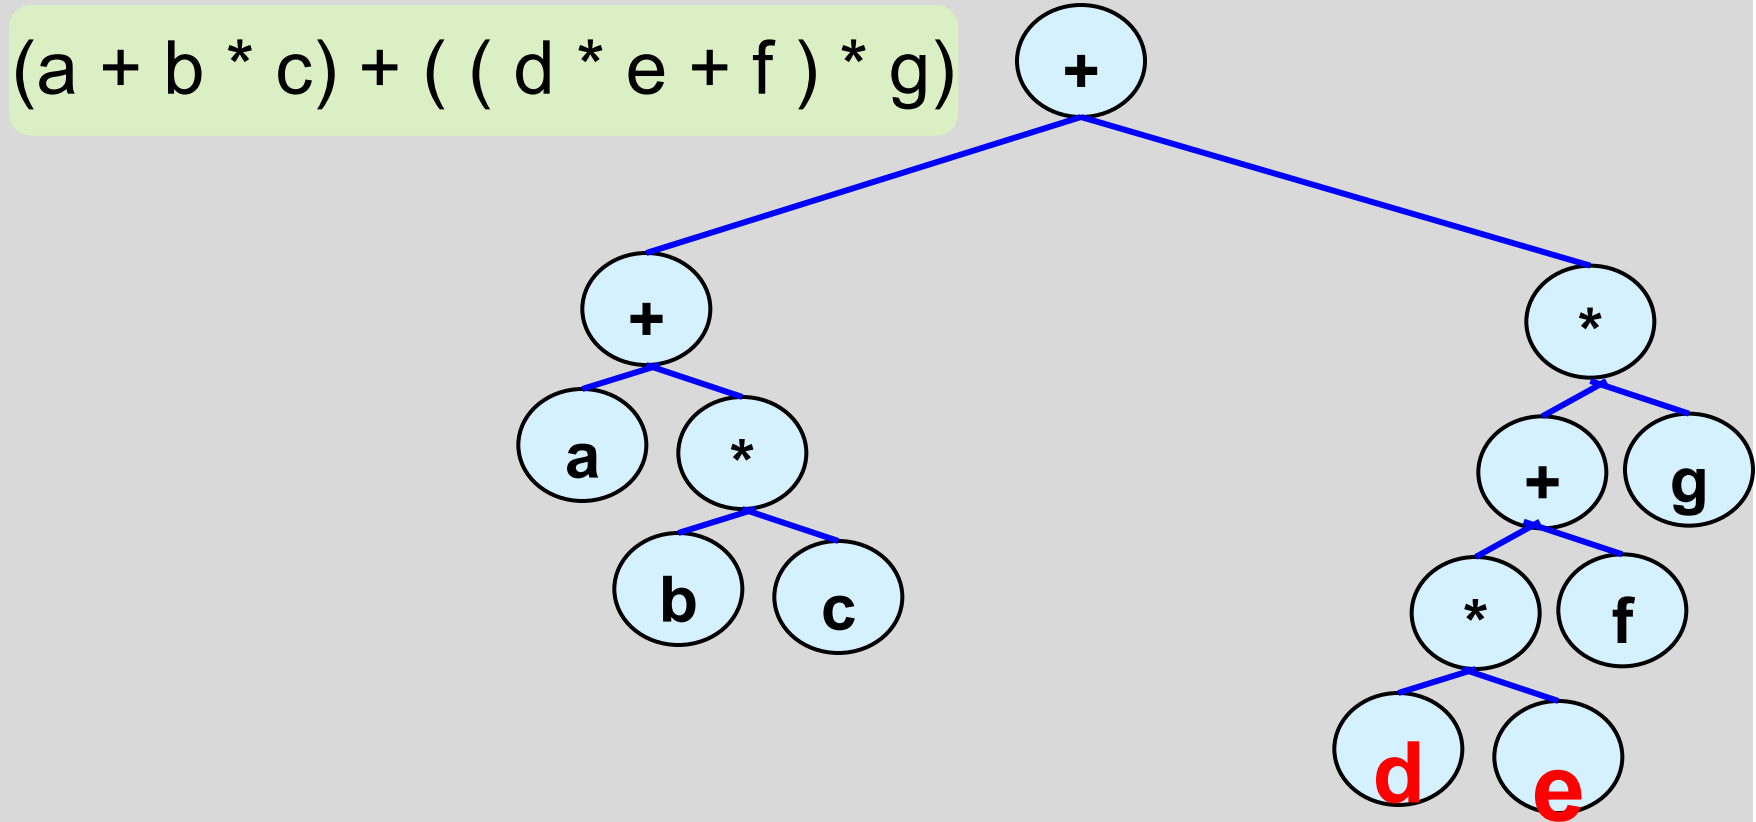 (a + b * c) + ( ( d * e + f ) * g)
+
+
*
a
*
+
g
b
c
*
f
d
e